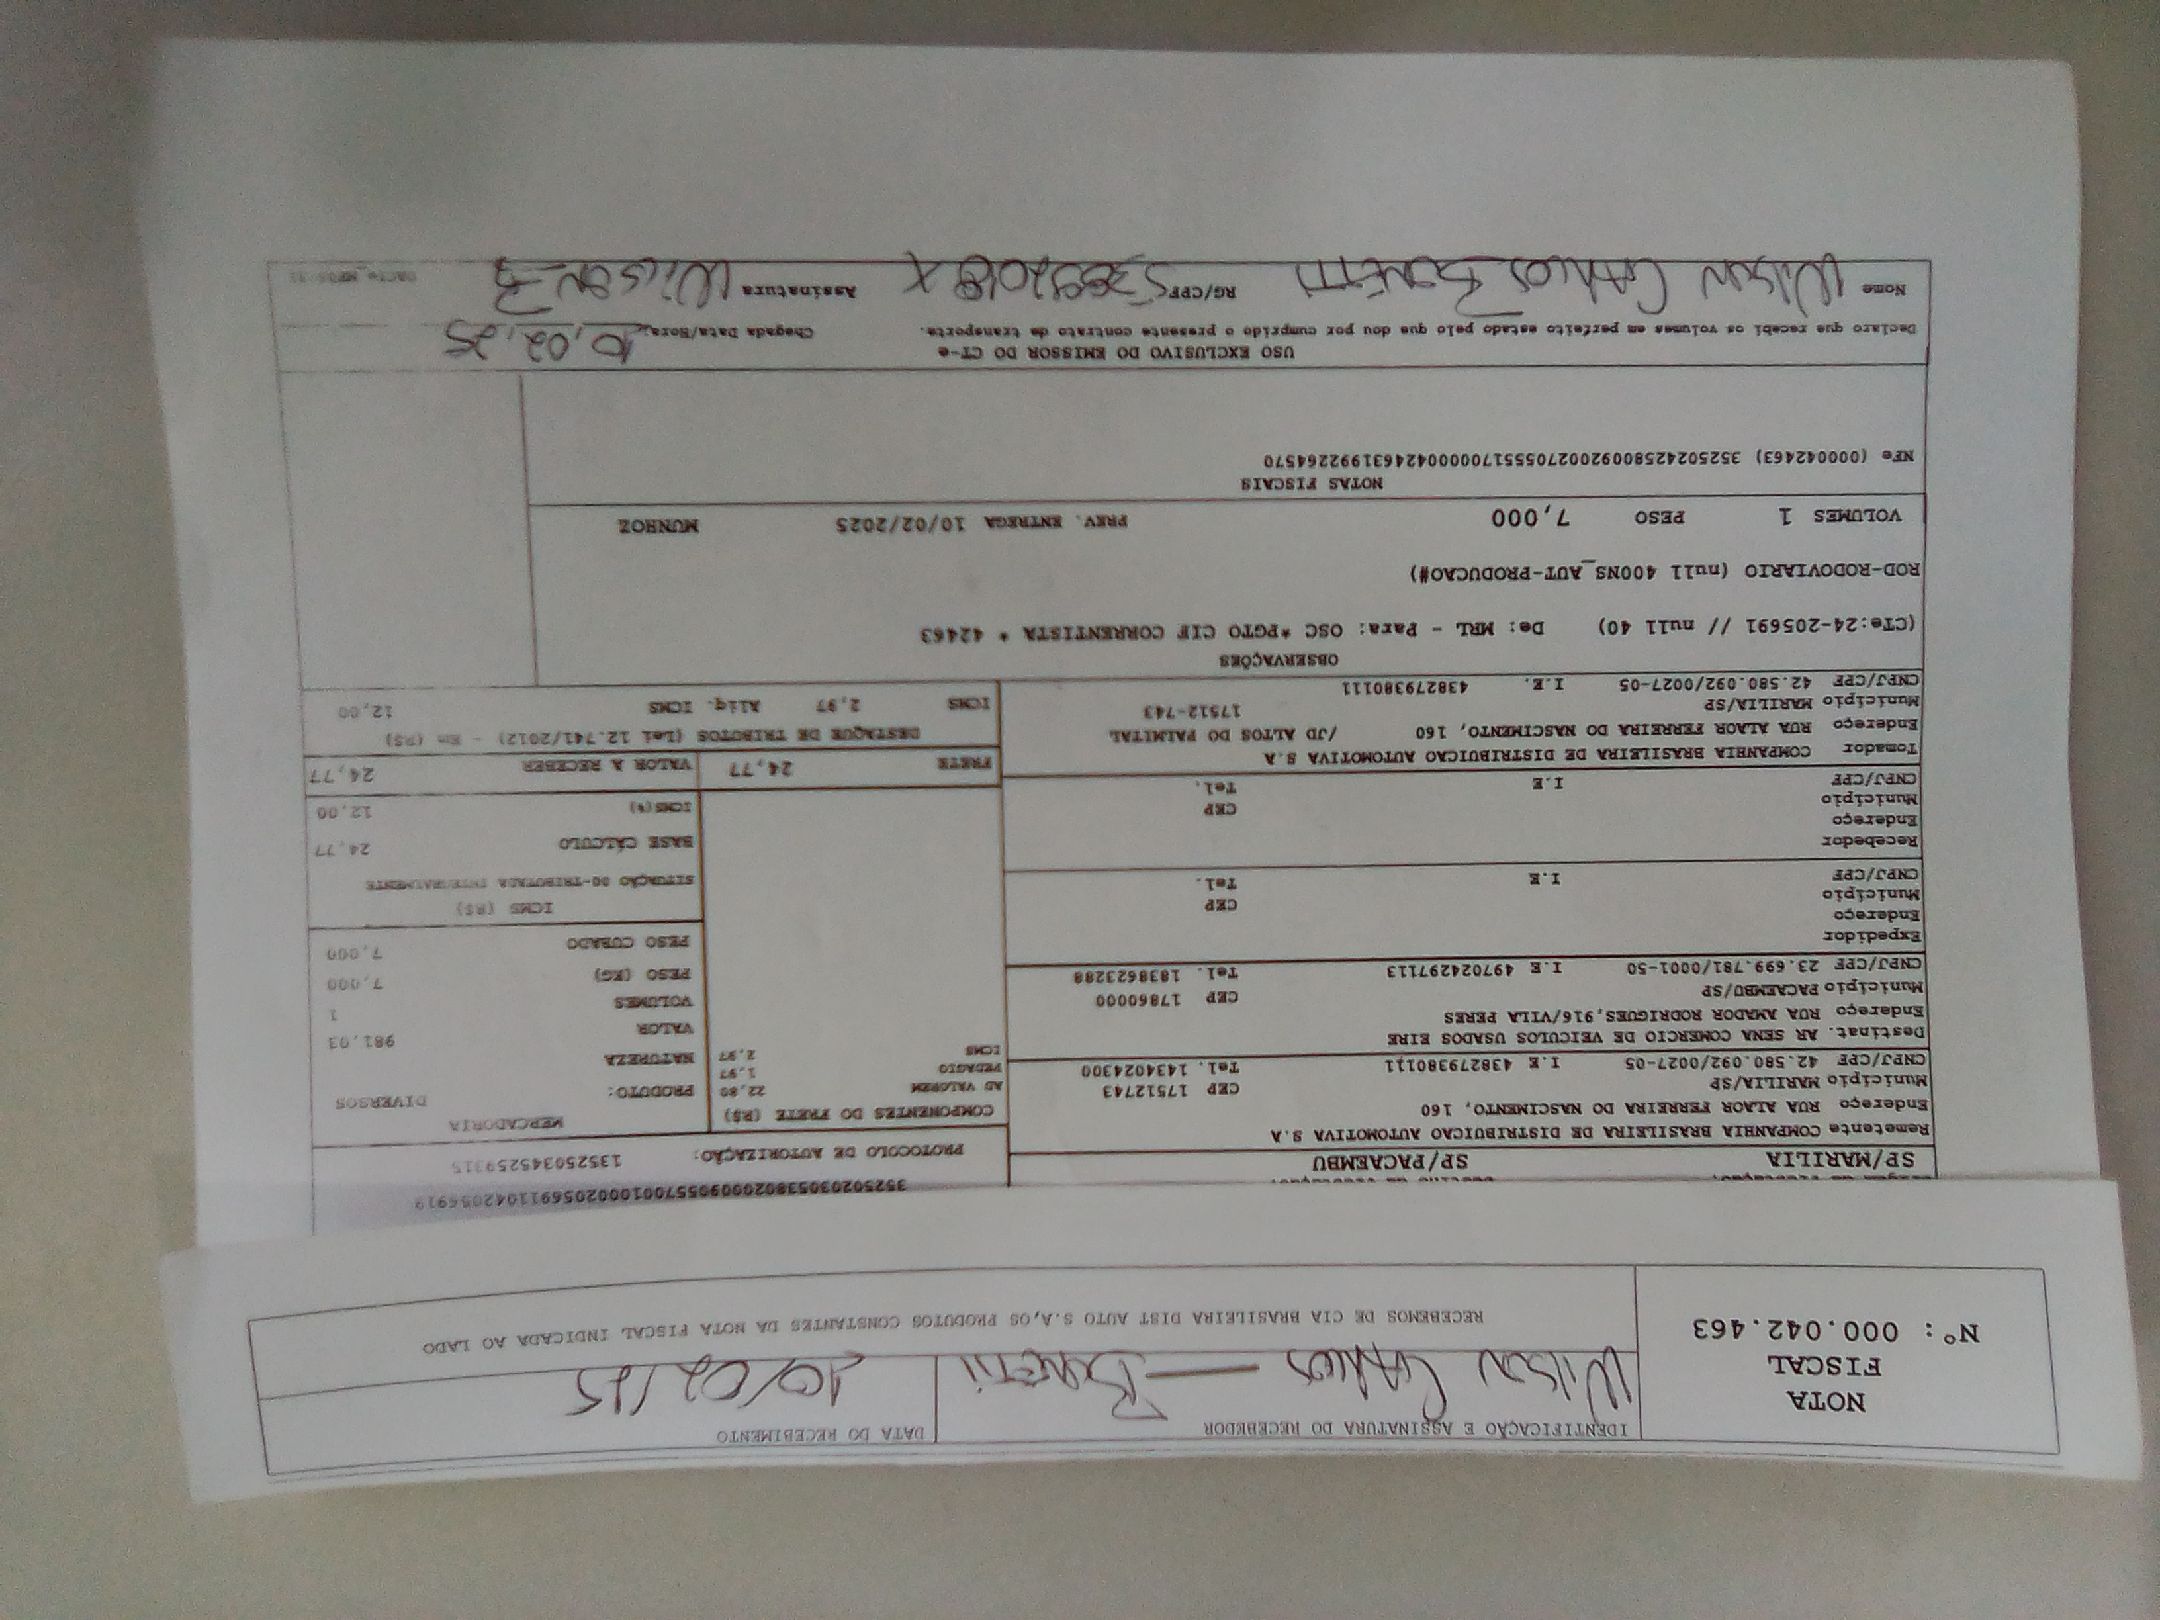 NOTA
FISCAL
Nº: 000.042.463
IDENTIFICAÇÃO E ASSINATURA DO RECEBEDOR
Wilson Carlos Bonetti
DATA DO RECEBIMENTO
10/02/25
RECEBEMOS DE CIA BRASILEIRA DIST AUTO S.A,OS PRODUTOS CONSTANTES DA NOTA FISCAL INDICADA AO LADO
SP/MARILIA SP/PACAEMBU
Remetente COMPANHIA BRASILEIRA DE DISTRIBUICAO AUTOMOTIVA S.A
Endereço RUA ALAOR FERREIRA DO NASCIMENTO, 160
Município MARILIA/SP CEP 17512743
CNPJ/CPF 42.580.092/0027-05 I.E 438279380111 Tel. 1434024300
Destinat. AR SENA COMERCIO DE VEICULOS USADOS EIRE
Endereço RUA AMADOR RODRIGUES,916/VILA PERES
Município PACAEMBU/SP CEP 17860000
CNPJ/CPF 23.699.781/0001-50 I.E 497024297113 Tel. 1838623288
Expedidor
Endereço
Município CEP
CNPJ/CPF I.E Tel.
Recebedor
Endereço
Município CEP
CNPJ/CPF I.E Tel.
Tomador COMPANHIA BRASILEIRA DE DISTRIBUICAO AUTOMOTIVA S.A
Endereço RUA ALAOR FERREIRA DO NASCIMENTO, 160 /JD ALTOS DO PALMITAL
Município MARILIA/SP 17512-743
CNPJ/CPF 42.580.092/0027-05 I.E. 438279380111
PROTOCOLO DE AUTORIZAÇÃO: 135250345259315
COMPONENTES DO FRETE (R$)
AD VALOREM 22,80
PEDAGIO 1,97
ICMS 2,97
MERCADORIA
PRODUTO: DIVERSOS
NATUREZA
VALOR 981,03
VOLUMES 1
PESO (KG) 7,000
PESO CUBADO 7,000
ICMS (R$)
SITUAÇÃO 00-TRIBUTADA INTEGRALMENTE
BASE CÁLCULO 24,77
ICMS(%) 12,00
FRETE 24,77 VALOR A RECEBER 24,77
DESTAQUE DE TRIBUTOS (Lei 12.741/2012) - Em (R$)
ICMS 2,97 Aliq. ICMS 12,00
OBSERVAÇÕES
(CTe:24-205691 // null 40) De: MRL - Para: OSC *PGTO CIF CORRENTISTA * 42463
ROD-RODOVIARIO (null 400NS_AUT-PRODUCAO#)
VOLUMES 1 PESO 7,000 PREV. ENTREGA 10/02/2025 MUNHOZ
NOTAS FISCAIS
NFe (000042463) 35250242580092002705551700000424631992264570
USO EXCLUSIVO DO EMISSOR DO CT-e
Declaro que recebi os volumes em perfeito estado pelo que dou por cumprido o presente contrato de transporte. Chegada Data/Hora: 10,02,25
Nome Wilson Carlos Bonetti RG/CPF Assinatura Wilson B